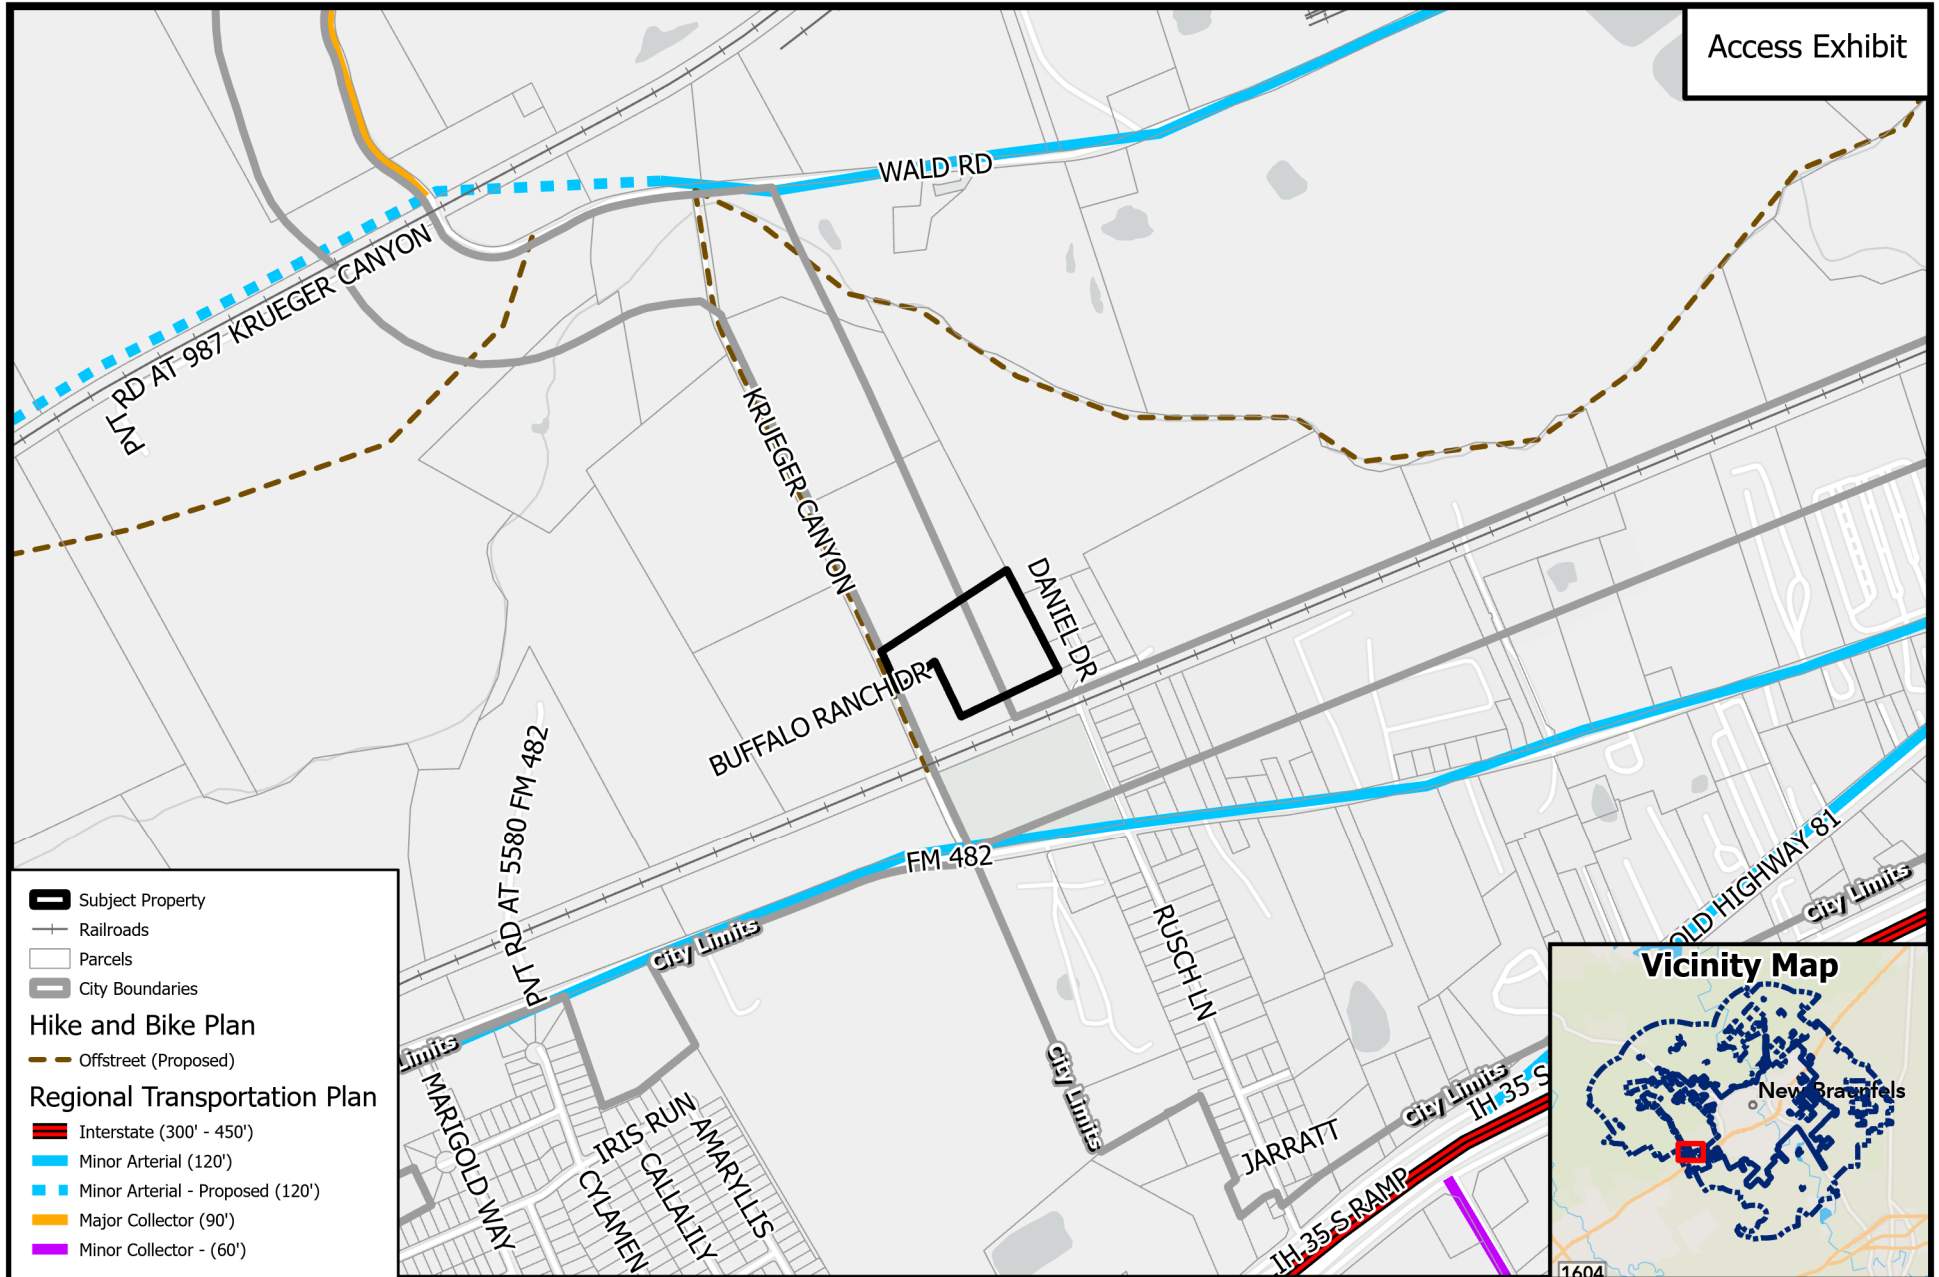 Access Exhibit
WALD RD
RD AT 987 KRUEGER CANYON
PVT
KRUEGER CANYON
DANIEL DR
BUFFALO RANCH DR
PVT RD AT 5580 FM 482
FM 482
OLD HIGHWAY 81
City Limits
City Limits
RUSCH LN
Limits
City Limits
City Limits
IH 35 S
MARIGOLD WAY
IRIS RUN
AMARYLLIS
CALLALILY
CYLAMEN
JARRATT
IH 35 S RAMP
Subject Property
Railroads
Parcels
City Boundaries
Hike and Bike Plan
Offstreet (Proposed)
Regional Transportation Plan
Interstate (300' - 450')
Minor Arterial (120')
Minor Arterial - Proposed (120')
Major Collector (90')
Minor Collector - (60')
Vicinity Map
New Braunfels
1604